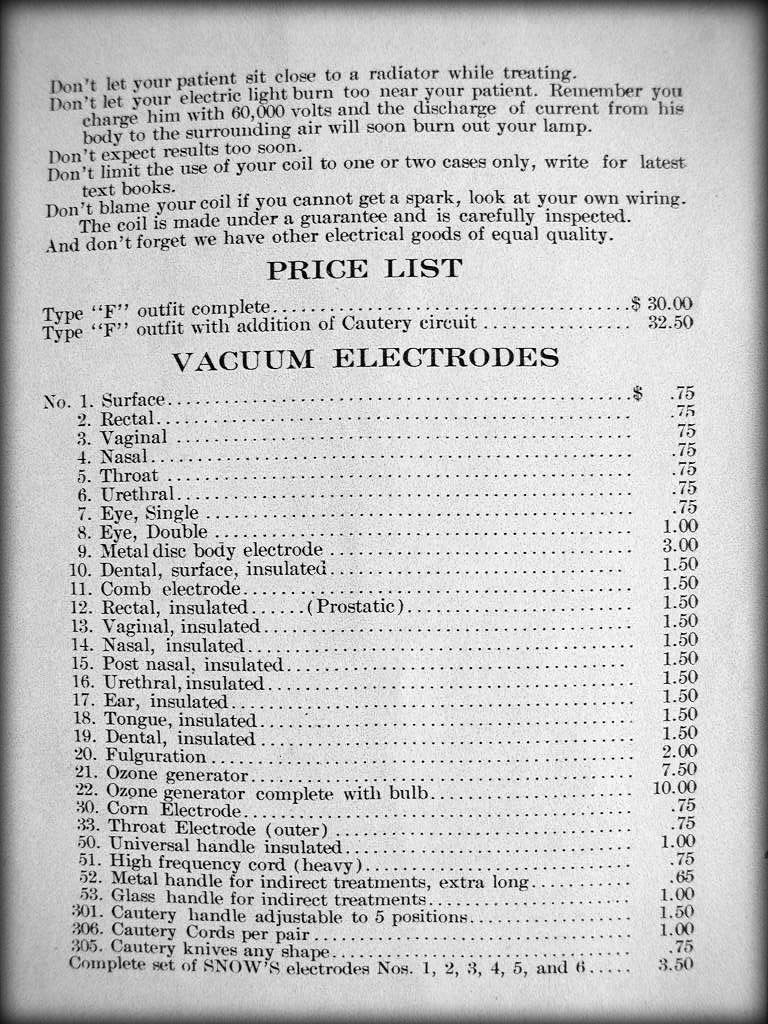 Don't let your patient sit close to a radiator while treating.
Don't let your electric light burn too near your patient. Remember you
charge him with 60,000 volts and the discharge of current from his
body to the surrounding air will soon burn out your lamp.
Don't expect results too soon.
Don't limit the use of your coil to one or two cases only, write for latest
text books.
Don't blame your coil if you cannot get a spark, look at your own wiring.
The coil is made under a guarantee and is carefully inspected.
And don't forget we have other electrical goods of equal quality.
PRICE LIST
Type "F" outfit complete................................$ 30.00
Type "F" outfit with addition of Cautery circuit ................ 32.50
VACUUM ELECTRODES
No. 1. Surface................................................$ .75
2. Rectal................................................ .75
3. Vaginal ................................................ 75
4. Nasal................................................ .75
5. Throat ................................................ .75
6. Urethral................................................ .75
7. Eye, Single ............................................ .75
8. Eye, Double ............................................ 1.00
9. Metal disc body electrode ................................ 3.00
10. Dental, surface, insulated................................ 1.50
11. Comb electrode........................................ 1.50
12. Rectal, insulated......(Prostatic)........................ 1.50
13. Vaginal, insulated........................................ 1.50
14. Nasal, insulated........................................ 1.50
15. Post nasal, insulated.................................... 1.50
16. Urethral, insulated........................................ 1.50
17. Ear, insulated............................................ 1.50
18. Tongue, insulated........................................ 1.50
19. Dental, insulated ........................................ 1.50
20. Fulguration ............................................ 2.00
21. Ozone generator........................................ 7.50
22. Ozone generator complete with bulb........................ 10.00
30. Corn Electrode............................................ .75
33. Throat Electrode (outer) ................................ .75
50. Universal handle insulated................................ 1.00
51. High frequency cord (heavy)................................ .75
52. Metal handle for indirect treatments, extra long............ .65
53. Glass handle for indirect treatments........................ 1.00
301. Cautery handle adjustable to 5 positions.................... 1.50
306. Cautery Cords per pair .................................... 1.00
305. Cautery knives any shape.................................... .75
Complete set of SNOW'S electrodes Nos. 1, 2, 3, 4, 5, and 6..... 3.50